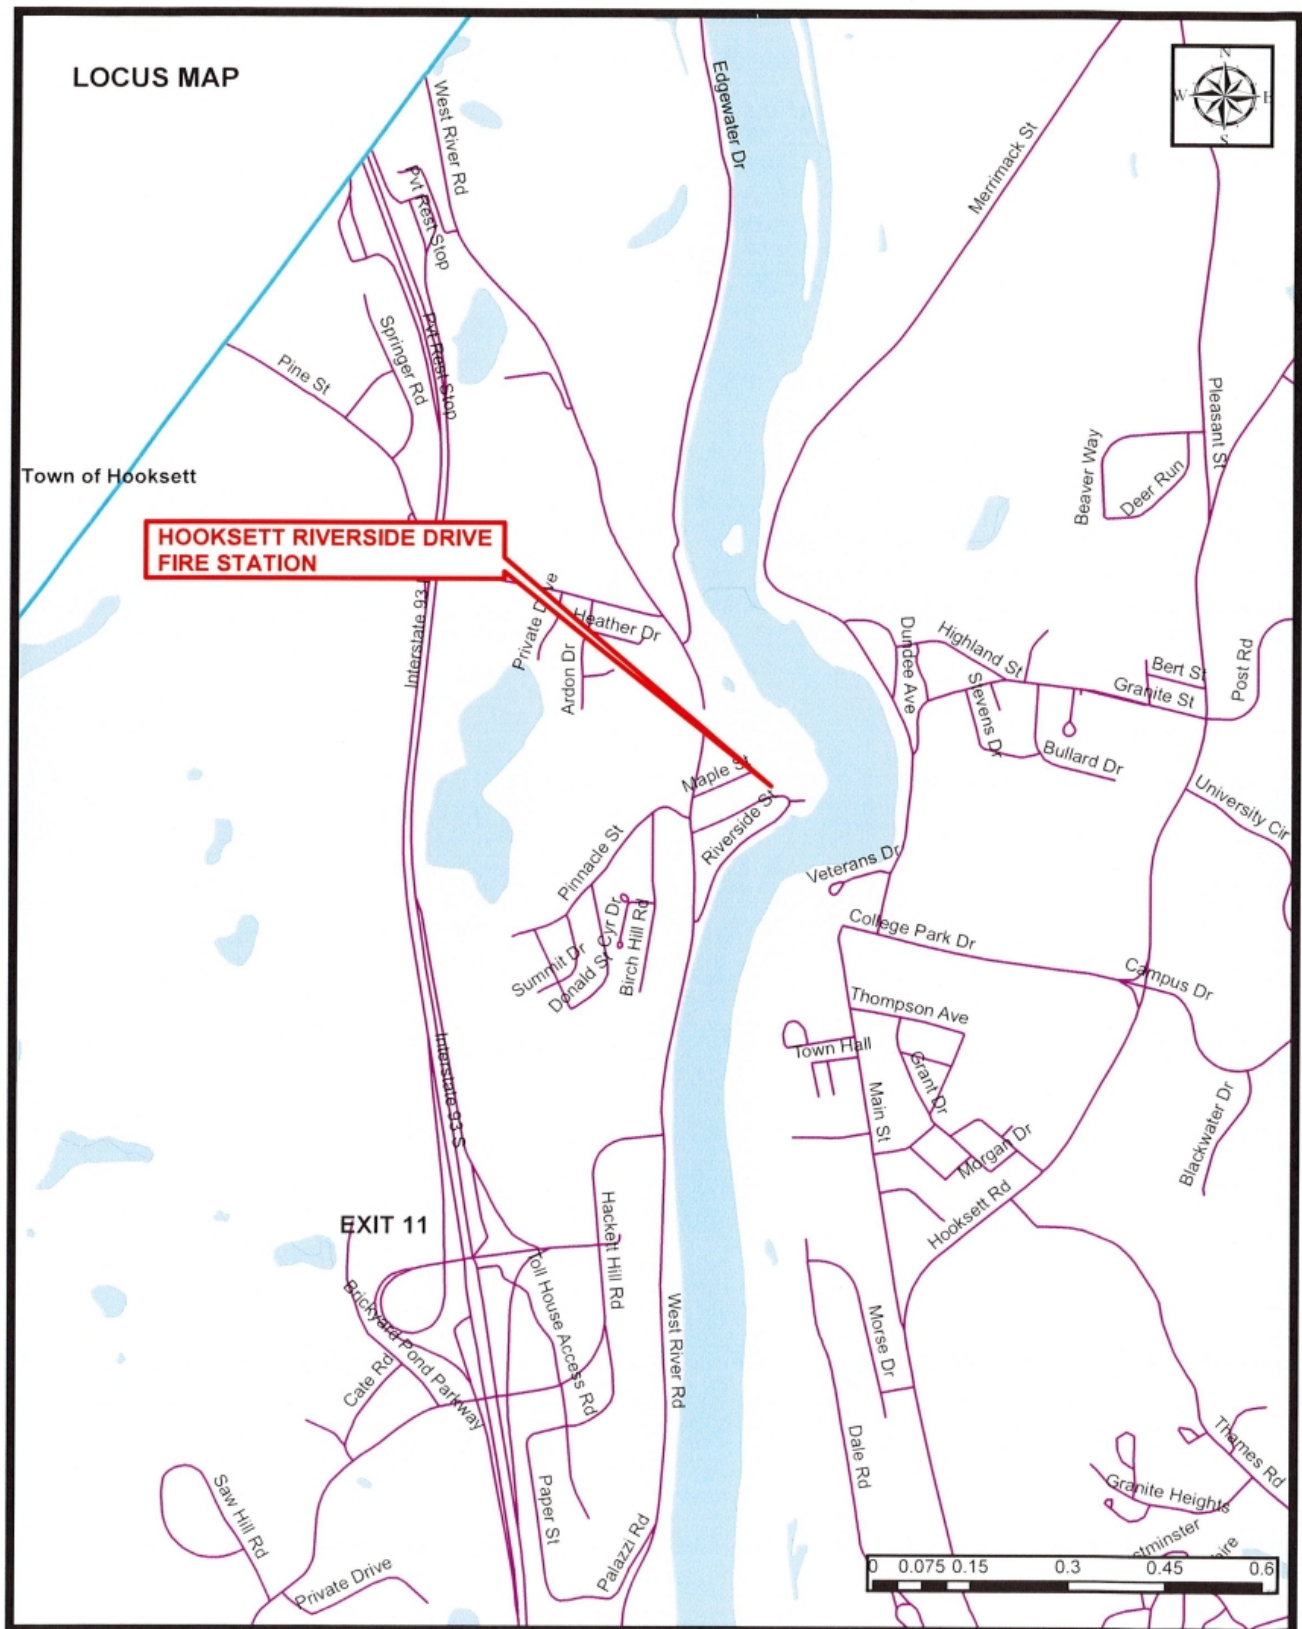 LOCUS MAP
N
W
E
S
West River Rd
Edgewater Dr
Merrimack St
Pvt Rest Stop
Pvt Rest Stop
Springer Rd
Pine St
Pleasant St
Beaver Way
Deer Run
Town of Hooksett
HOOKSETT RIVERSIDE DRIVE
FIRE STATION
Interstate 93
Private Drive
Heather Dr
Ardon Dr
Dundee Ave
Highland St
Stevens Dr
Bert St
Granite St
Post Rd
Bullard Dr
University Cir
Maple St
Riverside St
Pinnacle St
Veterans Dr
Summit Dr
Donald St
Cyr Dr
Birch Hill Rd
College Park Dr
Campus Dr
Thompson Ave
Town Hall
Grant Dr
Main St
Morgan Dr
Blackwater Dr
Hooksett Rd
Interstate 93 S
EXIT 11
Hackett Hill Rd
Toll House Access Rd
Brickyard Pond Parkway
Cate Rd
West River Rd
Morse Dr
Dale Rd
Thames Rd
Granite Heights
Saw Hill Rd
Paper St
Palazzi Rd
Private Drive
0 0.075 0.15 0.3 0.45 0.6